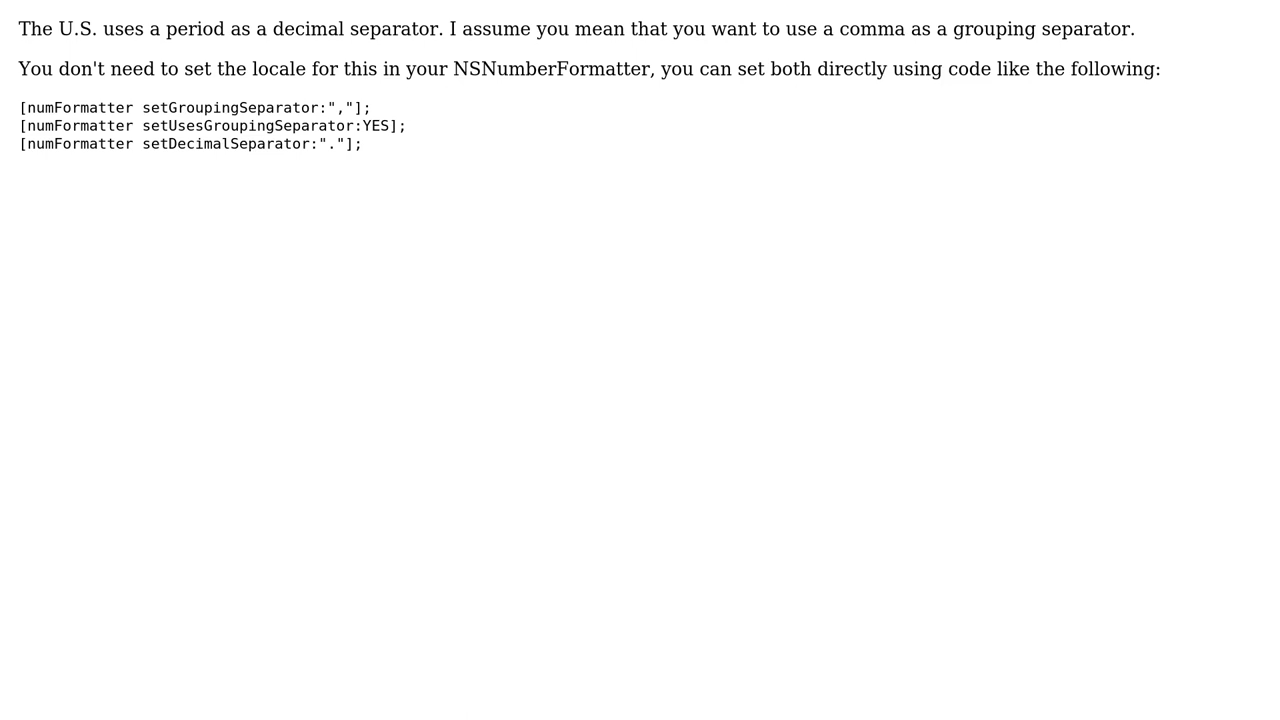 The U.S. uses a period as a decimal separator. I assume you mean that you want to use a comma as a grouping separator.
You don't need to set the locale for this in your NSNumberFormatter, you can set both directly using code like the following:
[numFormatter setGroupingSeparator:","];
[numFormatter setUsesGroupingSeparator:YES];
[numFormatter setDecimalSeparator:"."];